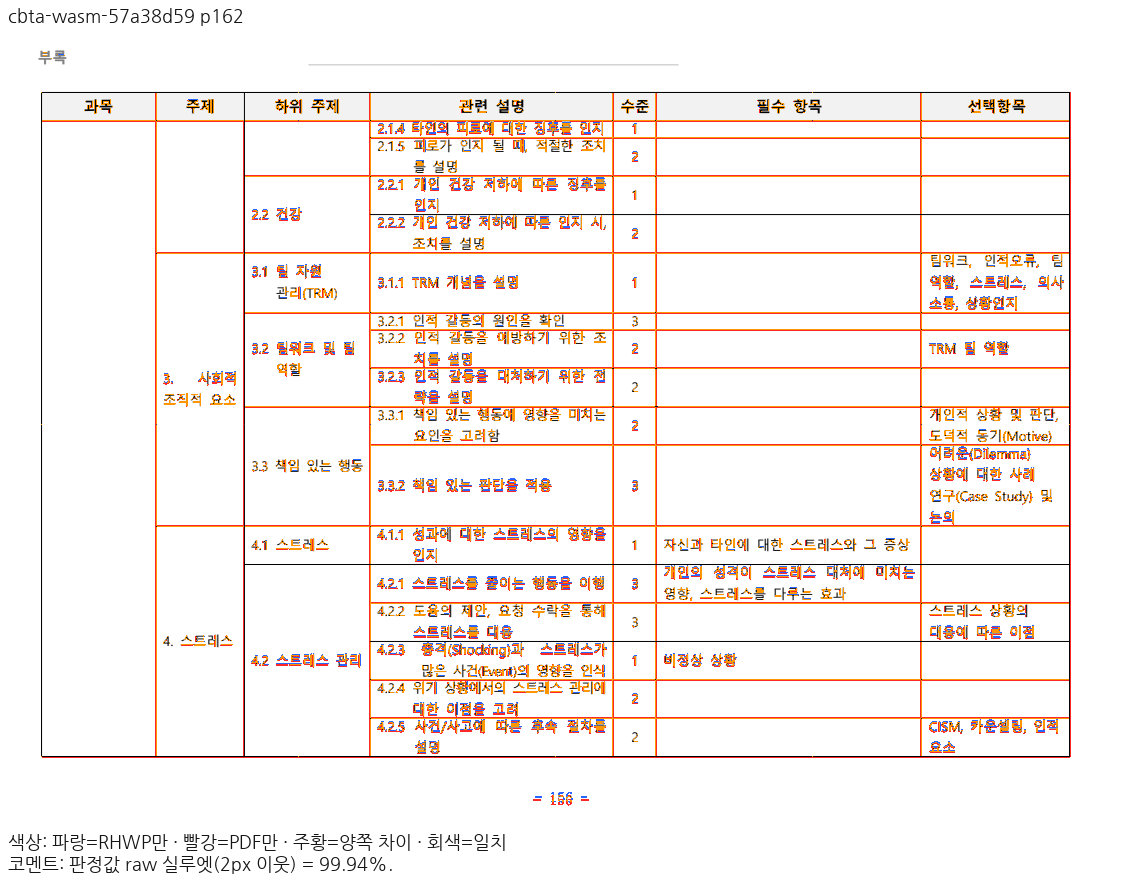 cbta-wasm-57a38d59 p162
부록
과목 주제 하위 주제 관련 설명 수준 필수 항목 선택항목
2.1.4 타인의 피로에 대한 징후를 인지 1
2.1.5 피로가 인지 될 때, 적절한 조치
를 설명 2
2.2 건강
2.2.1 개인 건강 저하에 따른 징후를
인지 1
2.2.2 개인 건강 저하에 따른 인지 시,
조치를 설명 2
3. 사회적
조직적 요소
3.1 팀 자원
관리(TRM)
3.1.1 TRM 개념을 설명 1
팀워크, 인적오류, 팀
역할, 스트레스, 의사
소통, 상황인지
3.2 팀워크 및 팀
역할
3.2.1 인적 갈등의 원인을 확인 3
3.2.2 인적 갈등을 예방하기 위한 조
치를 설명 2
TRM 팀 역할
3.2.3 인적 갈등을 대처하기 위한 전
략을 설명 2
3.3 책임 있는 행동
3.3.1 책임 있는 행동에 영향을 미치는
요인을 고려함 2
개인적 상황 및 판단,
도덕적 동기(Motive)
3.3.2 책임 있는 판단을 적용 3
어려운(Dilemma)
상황에 대한 사례
연구(Case Study) 및
논의
4. 스트레스
4.1 스트레스
4.1.1 성과에 대한 스트레스의 영향을
인지 1
자신과 타인에 대한 스트레스와 그 증상
4.2 스트레스 관리
4.2.1 스트레스를 줄이는 행동을 이행 3
개인의 성격이 스트레스 대처에 미치는
영향, 스트레스를 다루는 효과
4.2.2 도움의 제안, 요청 수락을 통해
스트레스를 대응 3
스트레스 상황의
대응에 따른 이점
4.2.3 충격(Shocking)과 스트레스가
많은 사건(Event)의 영향을 인식 1
비정상 상황
4.2.4 위기 상황에서의 스트레스 관리에
대한 이점을 고려 2
4.2.5 사건/사고에 따른 후속 절차를
설명 2
CISM, 카운셀링, 인적
요소
- 156 -
색상: 파랑=RHWP만 · 빨강=PDF만 · 주황=양쪽 차이 · 회색=일치
코멘트: 판정값 raw 실루엣(2px 이웃) = 99.94%.